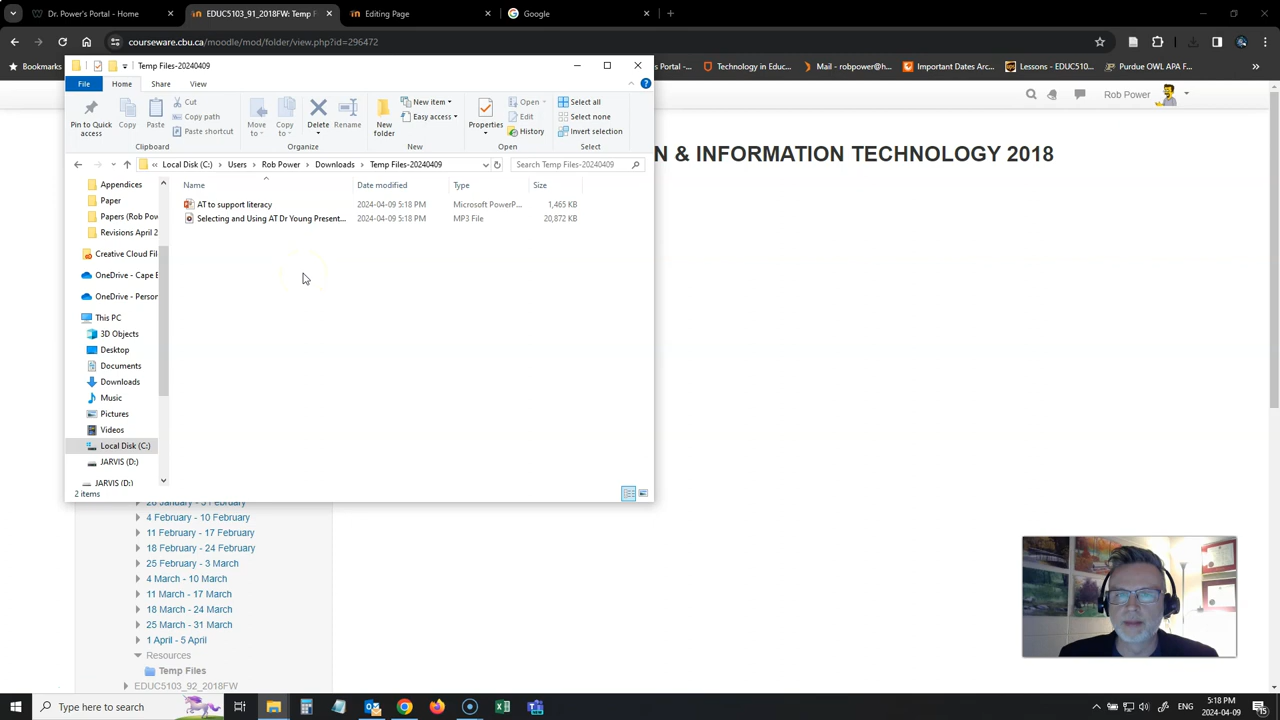 Dr. Power's Portal - Home
EDUC5103_91_2018FW: Temp F
Editing Page
Google
courseware.cbu.ca/moodle/mod/folder/view.php?id=296472
Bookmarks
Portal -
Technology in Educ...
Mail - robpower@h...
Important Dates Arc...
Lessons - EDUC510...
Purdue OWL APA F...
Temp Files-20240409
File
Home
Share
View
Pin to Quick access
Copy
Paste
Cut
Copy path
Paste shortcut
Move to
Copy to
Delete
Rename
New folder
New item
Easy access
Properties
Open
Edit
History
Select all
Select none
Invert selection
Clipboard
Organize
New
Open
Select
Local Disk (C:) Users Rob Power Downloads Temp Files-20240409
Search Temp Files-20240409
Rob Power
N & INFORMATION TECHNOLOGY 2018
Name Date modified Type Size
AT to support literacy 2024-04-09 5:18 PM Microsoft PowerP... 1,465 KB
Selecting and Using AT Dr Young Present... 2024-04-09 5:18 PM MP3 File 20,872 KB
Appendices
Paper
Papers (Rob Pow
Revisions April 2
Creative Cloud Fil
OneDrive - Cape B
OneDrive - Person
This PC
3D Objects
Desktop
Documents
Downloads
Music
Pictures
Videos
Local Disk (C:)
JARVIS (D:)
JARVIS (D:)
2 items
4 February - 10 February
11 February - 17 February
18 February - 24 February
25 February - 3 March
4 March - 10 March
11 March - 17 March
18 March - 24 March
25 March - 31 March
1 April - 5 April
Resources
Temp Files
EDUC5103_92_2018FW
Type here to search
5:18 PM
2024-04-09
15